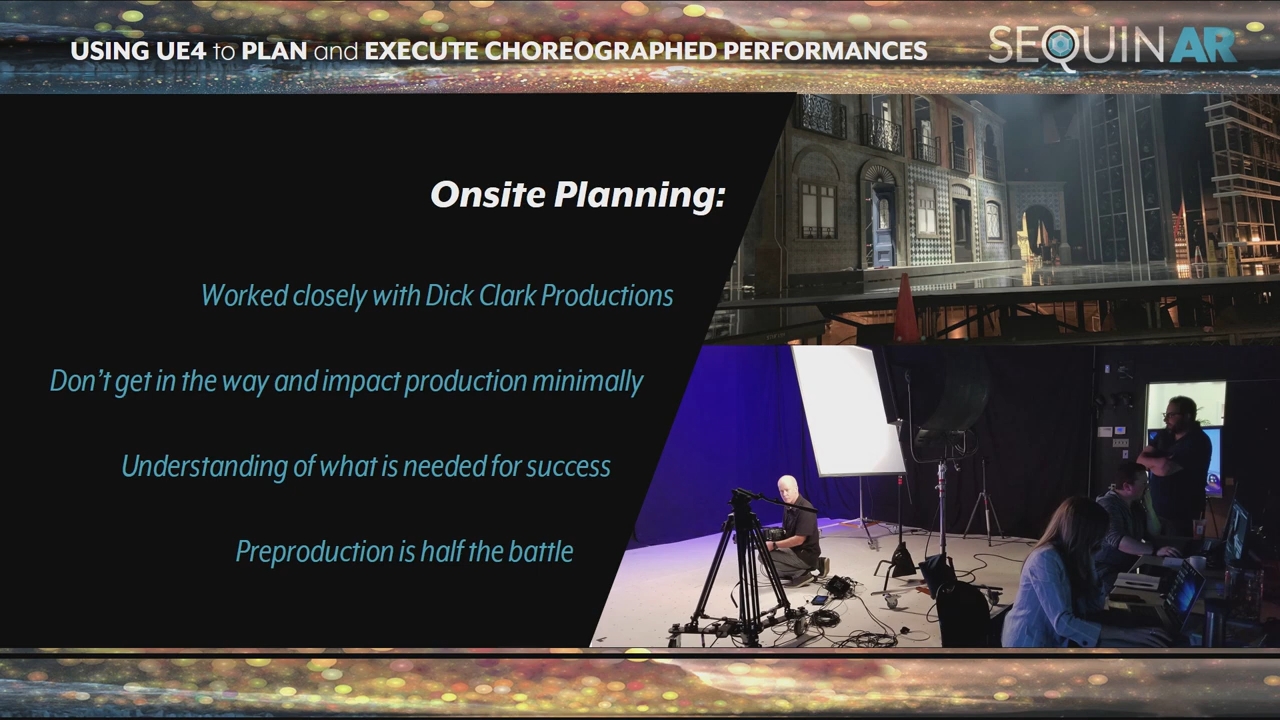 USING UE4 to PLAN and EXECUTE CHOREOGRAPHED PERFORMANCES
SEQUINAR
Onsite Planning:
Worked closely with Dick Clark Productions
Don’t get in the way and impact production minimally
Understanding of what is needed for success
Preproduction is half the battle